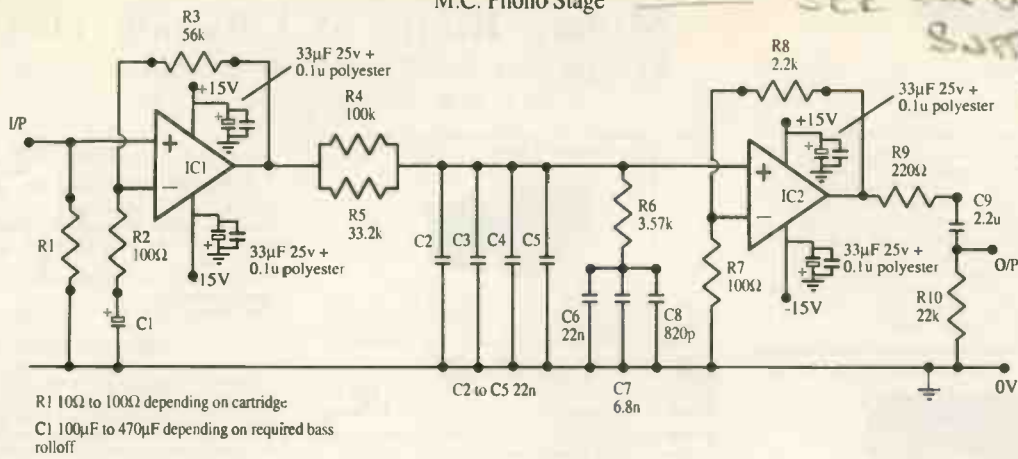 M.C. Phono Stage
SEE
R3
56k
33µF 25v +
0.1u polyester
+15V
R4
100k
I/P
IC1
R5
33.2k
R1
R2
100Ω
33µF 25v +
0.1u polyester
-15V
C1
C2
C3
C4
C5
R6
3.57k
C6
22n
C8
820p
C2 to C5 22n
C7
6.8n
R8
2.2k
33µF 25v +
0.1u polyester
+15V
R9
220Ω
IC2
C9
2.2u
R7
100Ω
33µF 25v +
0.1u polyester
O/P
-15V
R10
22k
0V
R1 10Ω to 100Ω depending on cartridge
C1 100µF to 470µF depending on required bass
rolloff